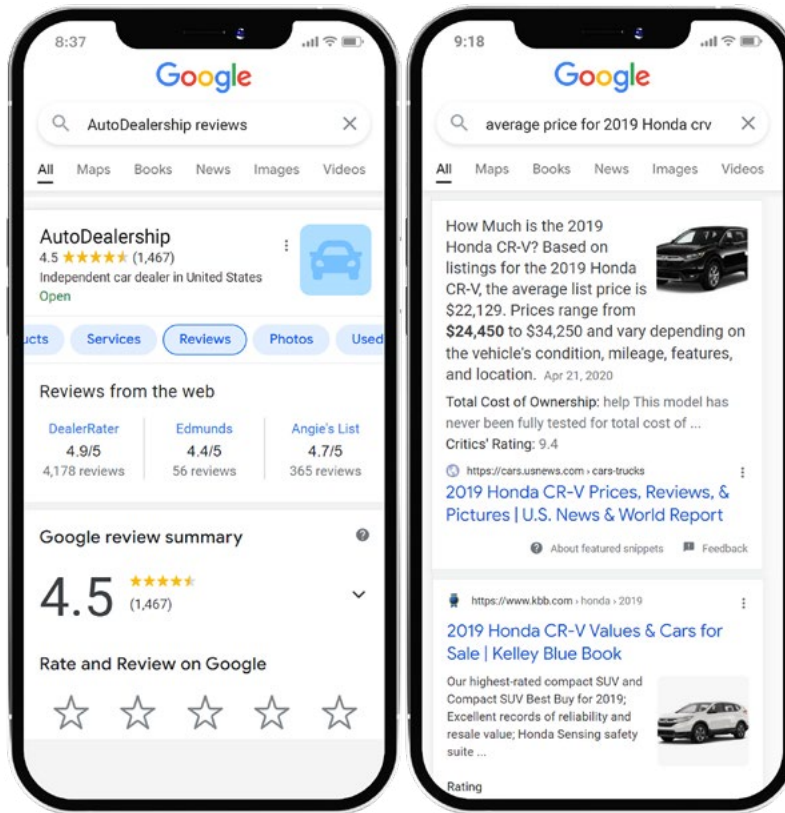 8:37
Google
AutoDealership reviews
All Maps Books News Images Videos
AutoDealership
4.5 (1,467)
Independent car dealer in United States
Open
ucts Services Reviews Photos Used
Reviews from the web
DealerRater Edmunds Angie's List
4.9/5 4.4/5 4.7/5
4,178 reviews 56 reviews 365 reviews
Google review summary
4.5
(1,467)
Rate and Review on Google
9:18
Google
average price for 2019 Honda crv
All Maps Books News Images Videos
How Much is the 2019
Honda CR-V? Based on
listings for the 2019 Honda
CR-V, the average list price is
$22,129. Prices range from
$24,450 to $34,250 and vary depending on
the vehicle's condition, mileage, features,
and location. Apr 21, 2020
Total Cost of Ownership: help This model has
never been fully tested for total cost of ...
Critics' Rating: 9.4
https://cars.usnews.com › cars-trucks
2019 Honda CR-V Prices, Reviews, &
Pictures | U.S. News & World Report
About featured snippets Feedback
https://www.kbb.com › honda › 2019
2019 Honda CR-V Values & Cars for
Sale | Kelley Blue Book
Our highest-rated compact SUV and
Compact SUV Best Buy for 2019;
Excellent records of reliability and
resale value; Honda Sensing safety
suite ...
Rating